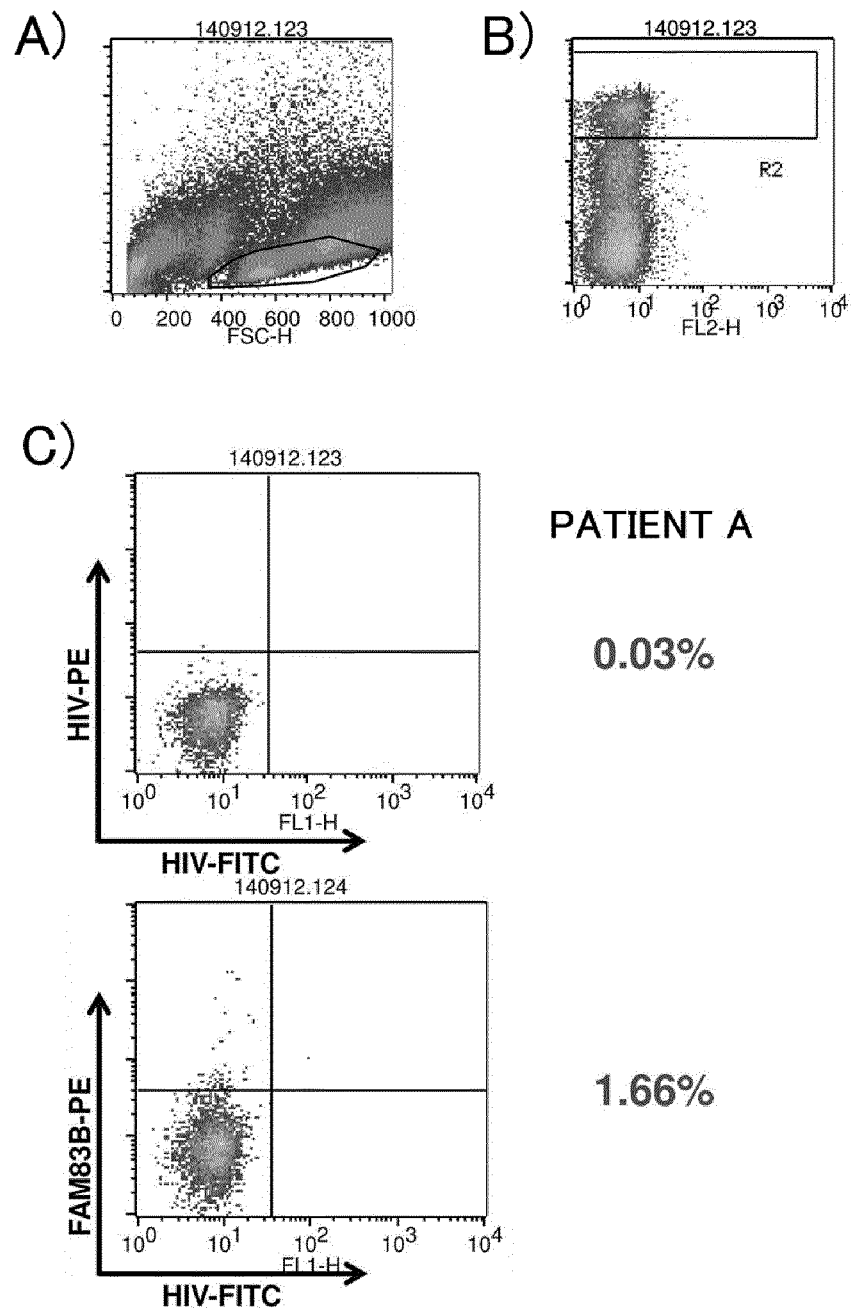 A)
140912.123
0 200 400 600 800 1000
FSC-H
B)
140912.123
R2
10^0 10^1 10^2 10^3 10^4
FL2-H
C)
140912.123
HIV-PE
10^0 10^1 10^2 10^3 10^4
FL1-H
HIV-FITC
PATIENT A
0.03%
140912.124
FAM83B-PE
10^0 10^1 10^2 10^3 10^4
FL1-H
HIV-FITC
1.66%